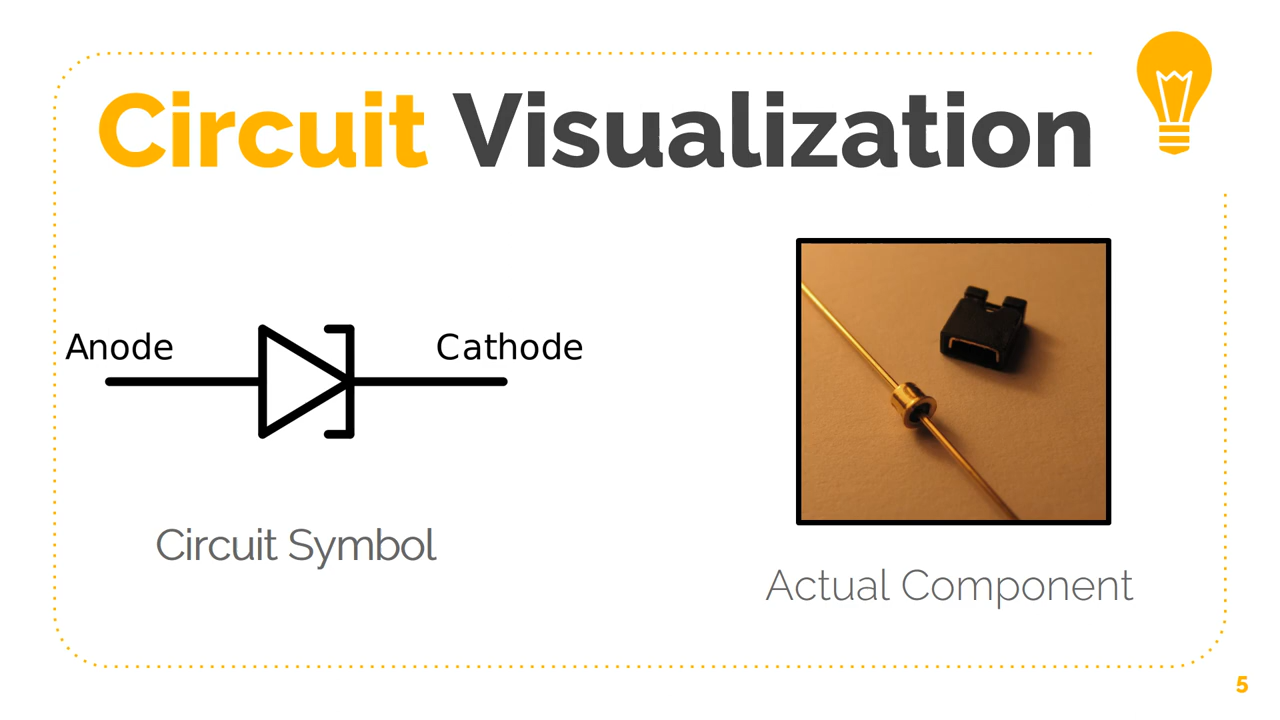 Circuit Visualization
Anode
Cathode
Circuit Symbol
Actual Component
5